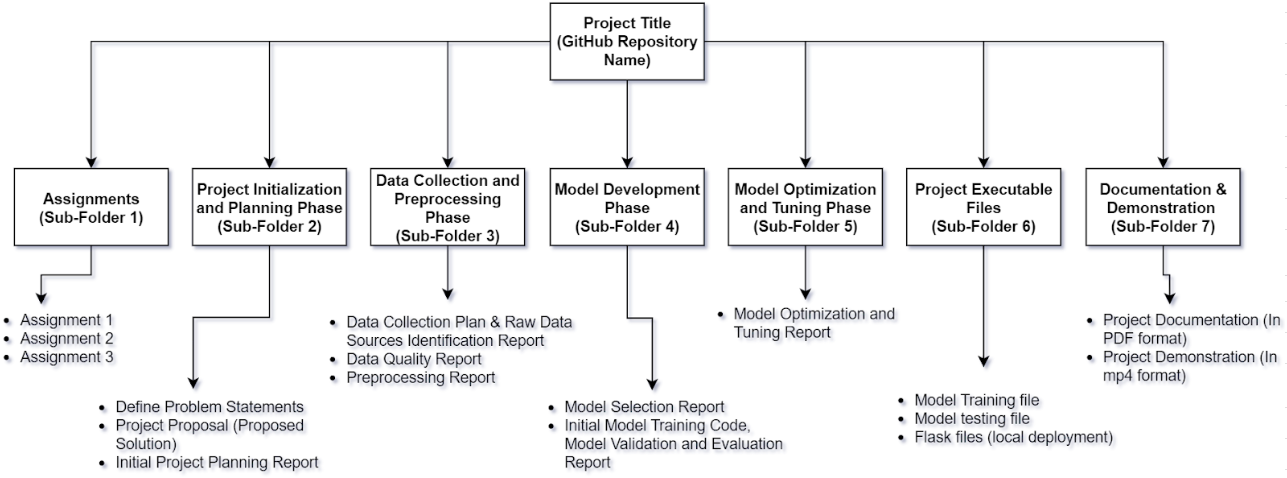 Project Title
(GitHub Repository
Name)
Assignments
(Sub-Folder 1)
Project Initialization
and Planning Phase
(Sub-Folder 2)
Data Collection and
Preprocessing
Phase
(Sub-Folder 3)
Model Development
Phase
(Sub-Folder 4)
Model Optimization
and Tuning Phase
(Sub-Folder 5)
Project Executable
Files
(Sub-Folder 6)
Documentation &
Demonstration
(Sub-Folder 7)
• Assignment 1
• Assignment 2
• Assignment 3
• Define Problem Statements
• Project Proposal (Proposed
Solution)
• Initial Project Planning Report
• Data Collection Plan & Raw Data
Sources Identification Report
• Data Quality Report
• Preprocessing Report
• Model Selection Report
• Initial Model Training Code,
Model Validation and Evaluation
Report
• Model Optimization and
Tuning Report
• Model Training file
• Model testing file
• Flask files (local deployment)
• Project Documentation (In
PDF format)
• Project Demonstration (In
mp4 format)